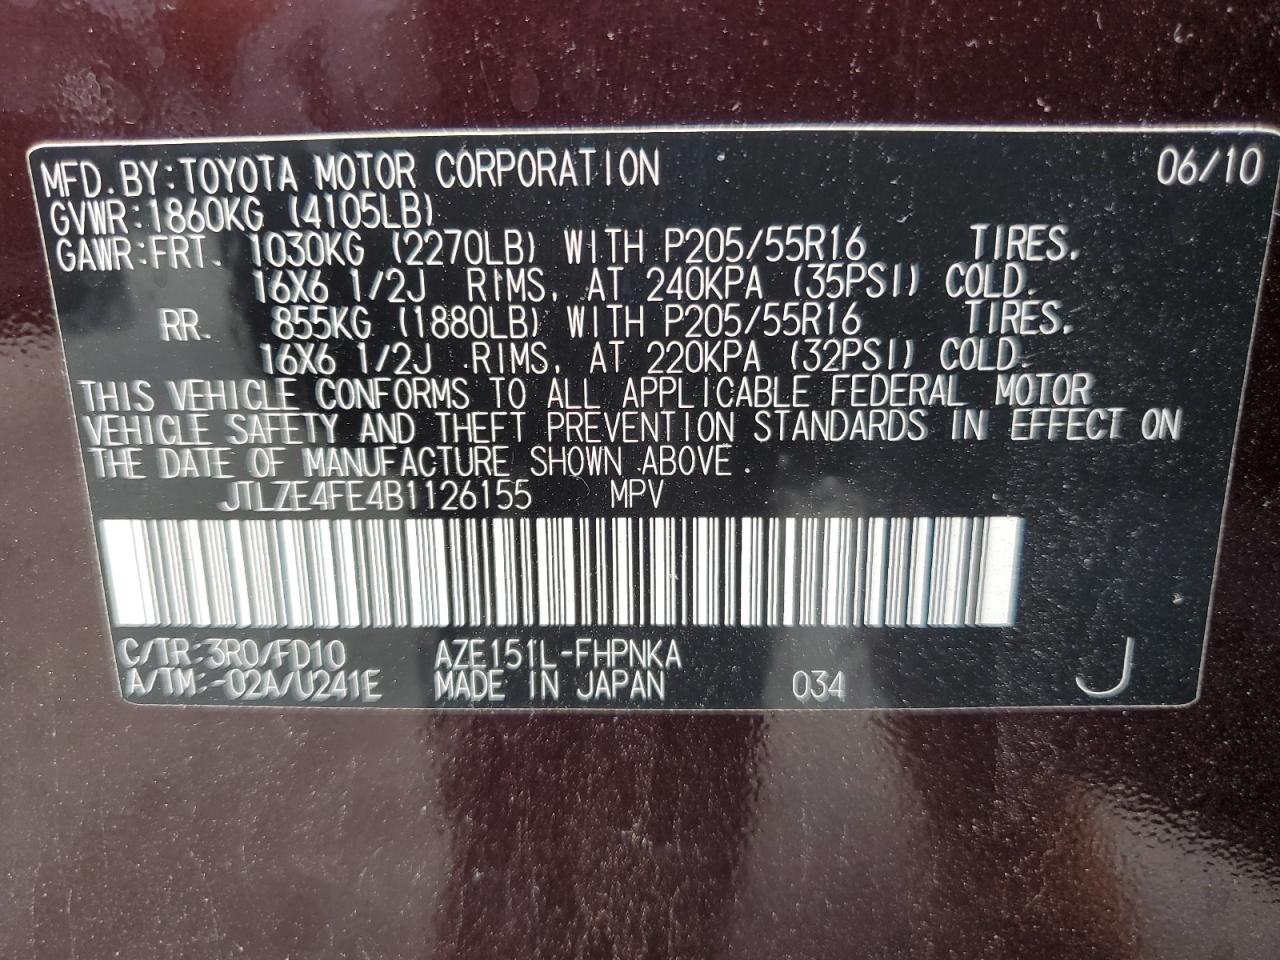 MFD. BY: TOYOTA MOTOR CORPORATION 06/10
GVWR: 1860KG (4105LB)
GAWR: FRT. 1030KG (2270LB) WITH P205/55R16 TIRES,
16X6 1/2J RIMS, AT 240KPA (35PSI) COLD.
RR. 855KG (1880LB) WITH P205/55R16 TIRES,
16X6 1/2J RIMS, AT 220KPA (32PSI) COLD.
THIS VEHICLE CONFORMS TO ALL APPLICABLE FEDERAL MOTOR
VEHICLE SAFETY AND THEFT PREVENTION STANDARDS IN EFFECT ON
THE DATE OF MANUFACTURE SHOWN ABOVE.
JTLZE4FE4B1126155 MPV
C/TR: 3R0/FD10 AZE151L-FHPNKA
A/TM: -02A/U241E MADE IN JAPAN 034 J